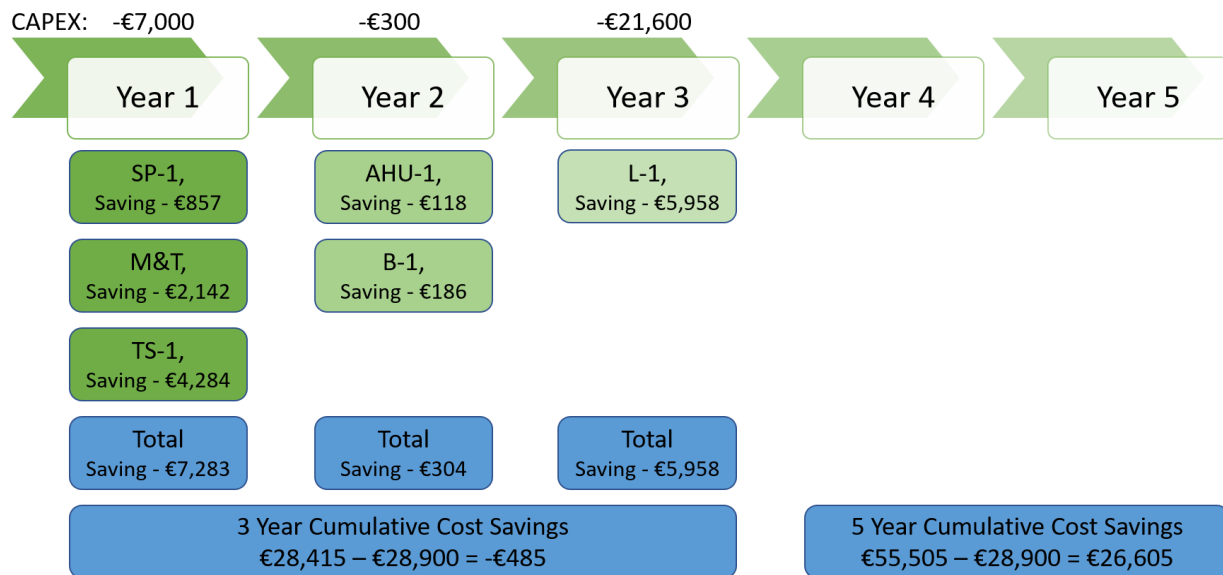 CAPEX: -€7,000 -€300 -€21,600
Year 1 Year 2 Year 3 Year 4 Year 5
SP-1,
Saving - €857
AHU-1,
Saving - €118
L-1,
Saving - €5,958
M&T,
Saving - €2,142
B-1,
Saving - €186
TS-1,
Saving - €4,284
Total
Saving - €7,283
Total
Saving - €304
Total
Saving - €5,958
3 Year Cumulative Cost Savings
€28,415 – €28,900 = -€485
5 Year Cumulative Cost Savings
€55,505 – €28,900 = €26,605